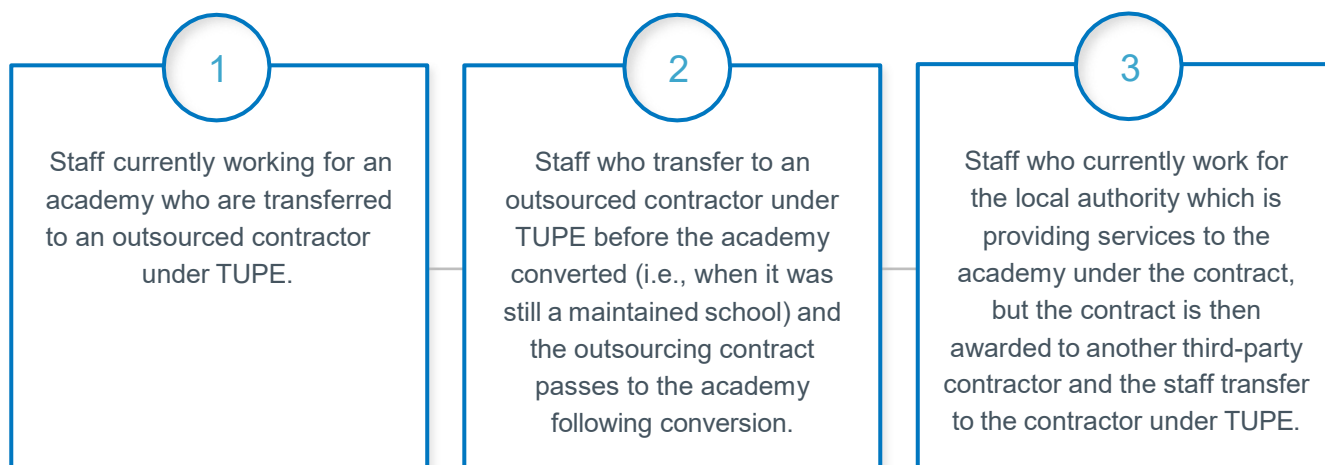 1
Staff currently working for an
academy who are transferred
to an outsourced contractor
under TUPE.
2
Staff who transfer to an
outsourced contractor under
TUPE before the academy
converted (i.e., when it was
still a maintained school) and
the outsourcing contract
passes to the academy
following conversion.
3
Staff who currently work for
the local authority which is
providing services to the
academy under the contract,
but the contract is then
awarded to another third-party
contractor and the staff transfer
to the contractor under TUPE.